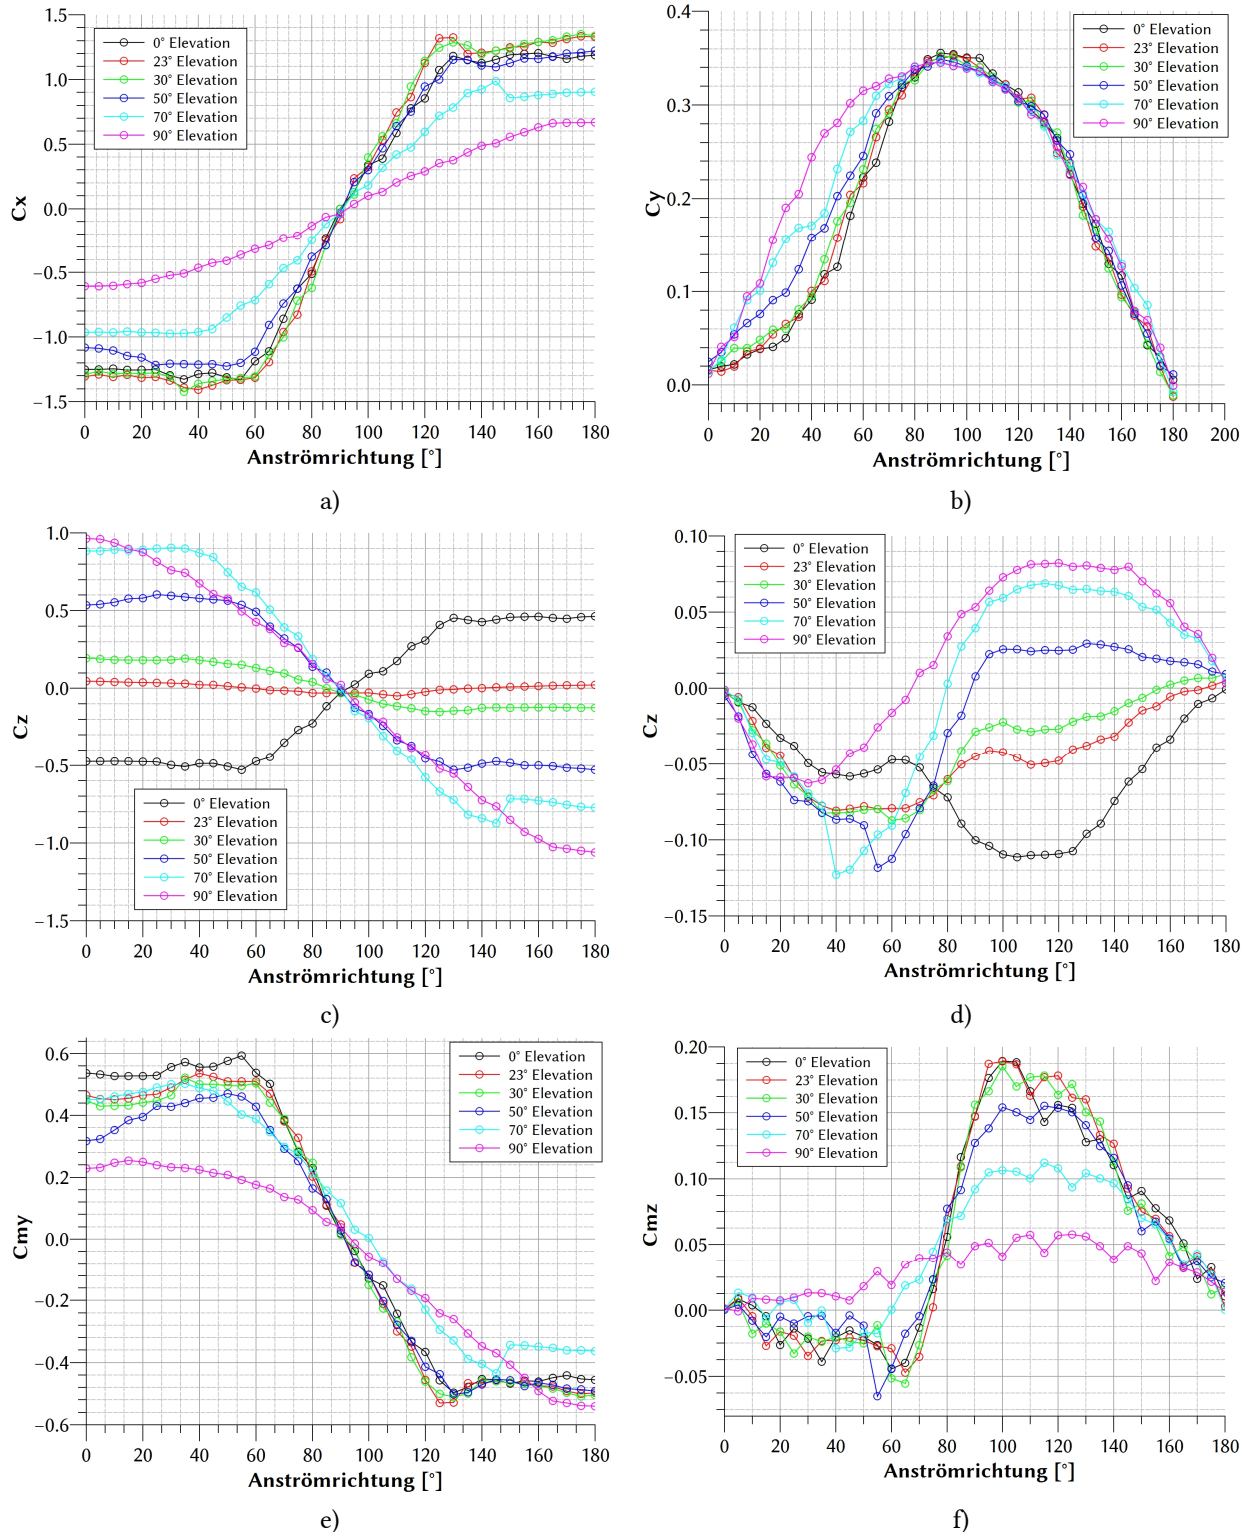 1.5
1.0
0.5
0.0
−0.5
−1.0
−1.5
Cx
0° Elevation
23° Elevation
30° Elevation
50° Elevation
70° Elevation
90° Elevation
0 20 40 60 80 100 120 140 160 180
Anströmrichtung [°]
a)
0.4
0.3
0.2
0.1
0.0
Cy
0° Elevation
23° Elevation
30° Elevation
50° Elevation
70° Elevation
90° Elevation
0 20 40 60 80 100 120 140 160 180 200
Anströmrichtung [°]
b)
1.0
0.5
0.0
−0.5
−1.0
−1.5
Cz
0° Elevation
23° Elevation
30° Elevation
50° Elevation
70° Elevation
90° Elevation
0 20 40 60 80 100 120 140 160 180
Anströmrichtung [°]
c)
0.10
0.05
0.00
−0.05
−0.10
−0.15
Cz
0° Elevation
23° Elevation
30° Elevation
50° Elevation
70° Elevation
90° Elevation
0 20 40 60 80 100 120 140 160 180
Anströmrichtung [°]
d)
0.6
0.4
0.2
0.0
−0.2
−0.4
−0.6
Cmy
0° Elevation
23° Elevation
30° Elevation
50° Elevation
70° Elevation
90° Elevation
0 20 40 60 80 100 120 140 160 180
Anströmrichtung [°]
e)
0.20
0.15
0.10
0.05
0.00
−0.05
Cmz
0° Elevation
23° Elevation
30° Elevation
50° Elevation
70° Elevation
90° Elevation
0 20 40 60 80 100 120 140 160 180
Anströmrichtung [°]
f)